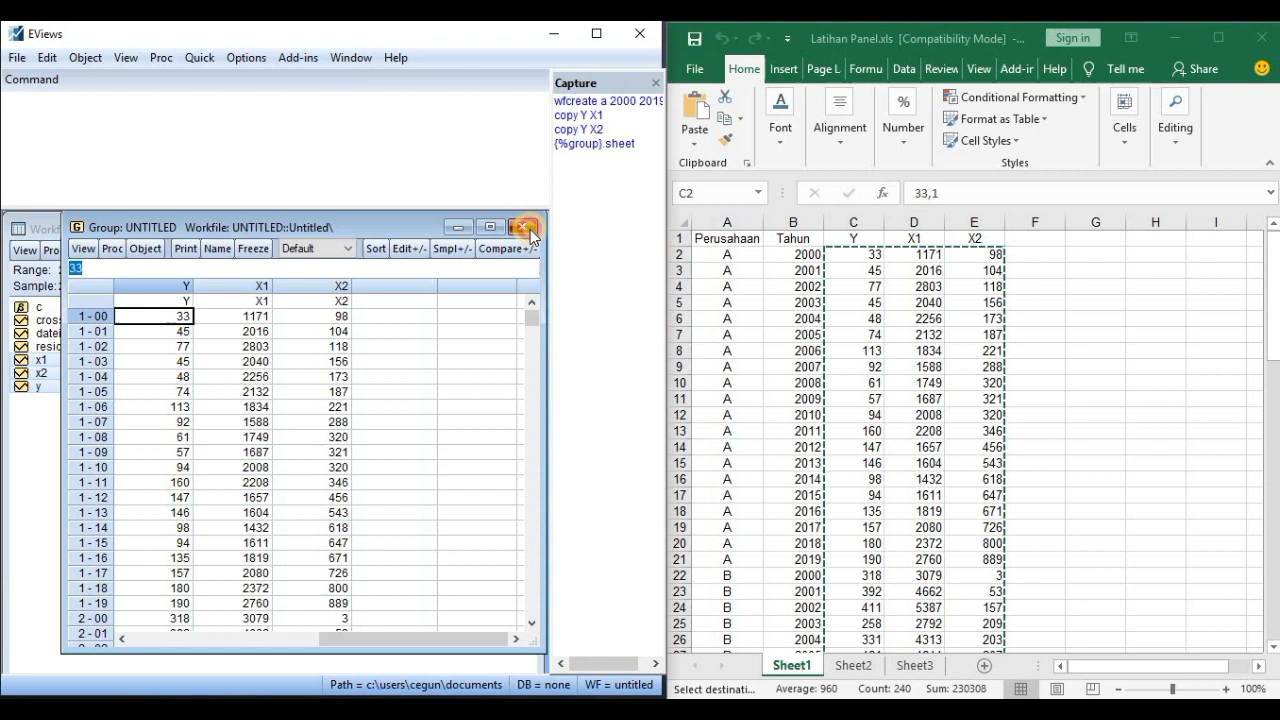 EViews
File Edit Object View Proc Quick Options Add-ins Window Help
Command
Capture
wfcreate a 2000 2019
copy Y X1
copy Y X2
{%group}.sheet
Group: UNTITLED Workfile: UNTITLED::Untitled\
View Proc Object Print Name Freeze Default Sort Edit+/- Smpl+/- Compare+/-
33
View
Range:
Sample:
c
x1
x2
y
Y X1 X2
Y X1 X2
1 - 00 33 1171 98
1 - 01 45 2016 104
1 - 02 77 2803 118
1 - 03 45 2040 156
1 - 04 48 2256 173
1 - 05 74 2132 187
1 - 06 113 1834 221
1 - 07 92 1588 288
1 - 08 61 1749 320
1 - 09 57 1687 321
1 - 10 94 2008 320
1 - 11 160 2208 346
1 - 12 147 1657 456
1 - 13 146 1604 543
1 - 14 98 1432 618
1 - 15 94 1611 647
1 - 16 135 1819 671
1 - 17 157 2080 726
1 - 18 180 2372 800
1 - 19 190 2760 889
2 - 00 318 3079 3
2 - 01
Path = c:\users\cegun\documents DB = none WF = untitled
Latihan Panel.xls [Compatibility Mode] -... Sign in
File Home Insert Page L Formu Data Review View Add-ir Help Tell me Share
Paste Font Alignment Number Conditional Formatting Format as Table Cell Styles Cells Editing
Clipboard Styles
C2 fx 33,1
A B C D E F G H I
1 Perusahaan Tahun Y X1 X2
2 A 2000 33 1171 98
3 A 2001 45 2016 104
4 A 2002 77 2803 118
5 A 2003 45 2040 156
6 A 2004 48 2256 173
7 A 2005 74 2132 187
8 A 2006 113 1834 221
9 A 2007 92 1588 288
10 A 2008 61 1749 320
11 A 2009 57 1687 321
12 A 2010 94 2008 320
13 A 2011 160 2208 346
14 A 2012 147 1657 456
15 A 2013 146 1604 543
16 A 2014 98 1432 618
17 A 2015 94 1611 647
18 A 2016 135 1819 671
19 A 2017 157 2080 726
20 A 2018 180 2372 800
21 A 2019 190 2760 889
22 B 2000 318 3079 3
23 B 2001 392 4662 53
24 B 2002 411 5387 157
25 B 2003 258 2792 209
26 B 2004 331 4313 203
Sheet1 Sheet2 Sheet3
Select destinati... Average: 960 Count: 240 Sum: 230308 100%